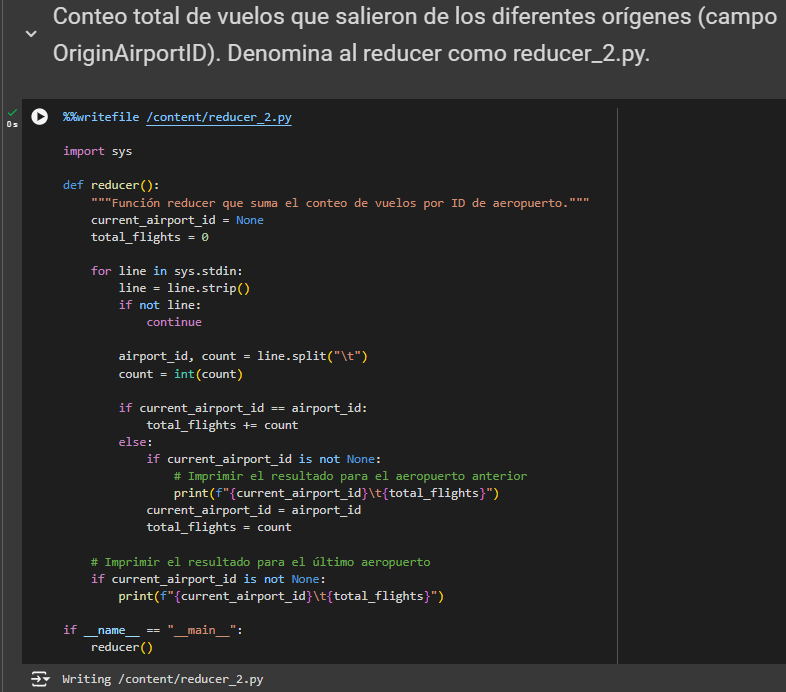 Conteo total de vuelos que salieron de los diferentes orígenes (campo
OriginAirportID). Denomina al reducer como reducer_2.py.
0s
%%writefile /content/reducer_2.py
import sys
def reducer():
    """Función reducer que suma el conteo de vuelos por ID de aeropuerto."""
    current_airport_id = None
    total_flights = 0
    for line in sys.stdin:
        line = line.strip()
        if not line:
            continue
        airport_id, count = line.split("\t")
        count = int(count)
        if current_airport_id == airport_id:
            total_flights += count
        else:
            if current_airport_id is not None:
                # Imprimir el resultado para el aeropuerto anterior
                print(f"{current_airport_id}\t{total_flights}")
            current_airport_id = airport_id
            total_flights = count
    # Imprimir el resultado para el último aeropuerto
    if current_airport_id is not None:
        print(f"{current_airport_id}\t{total_flights}")
if __name__ == "__main__":
    reducer()
Writing /content/reducer_2.py